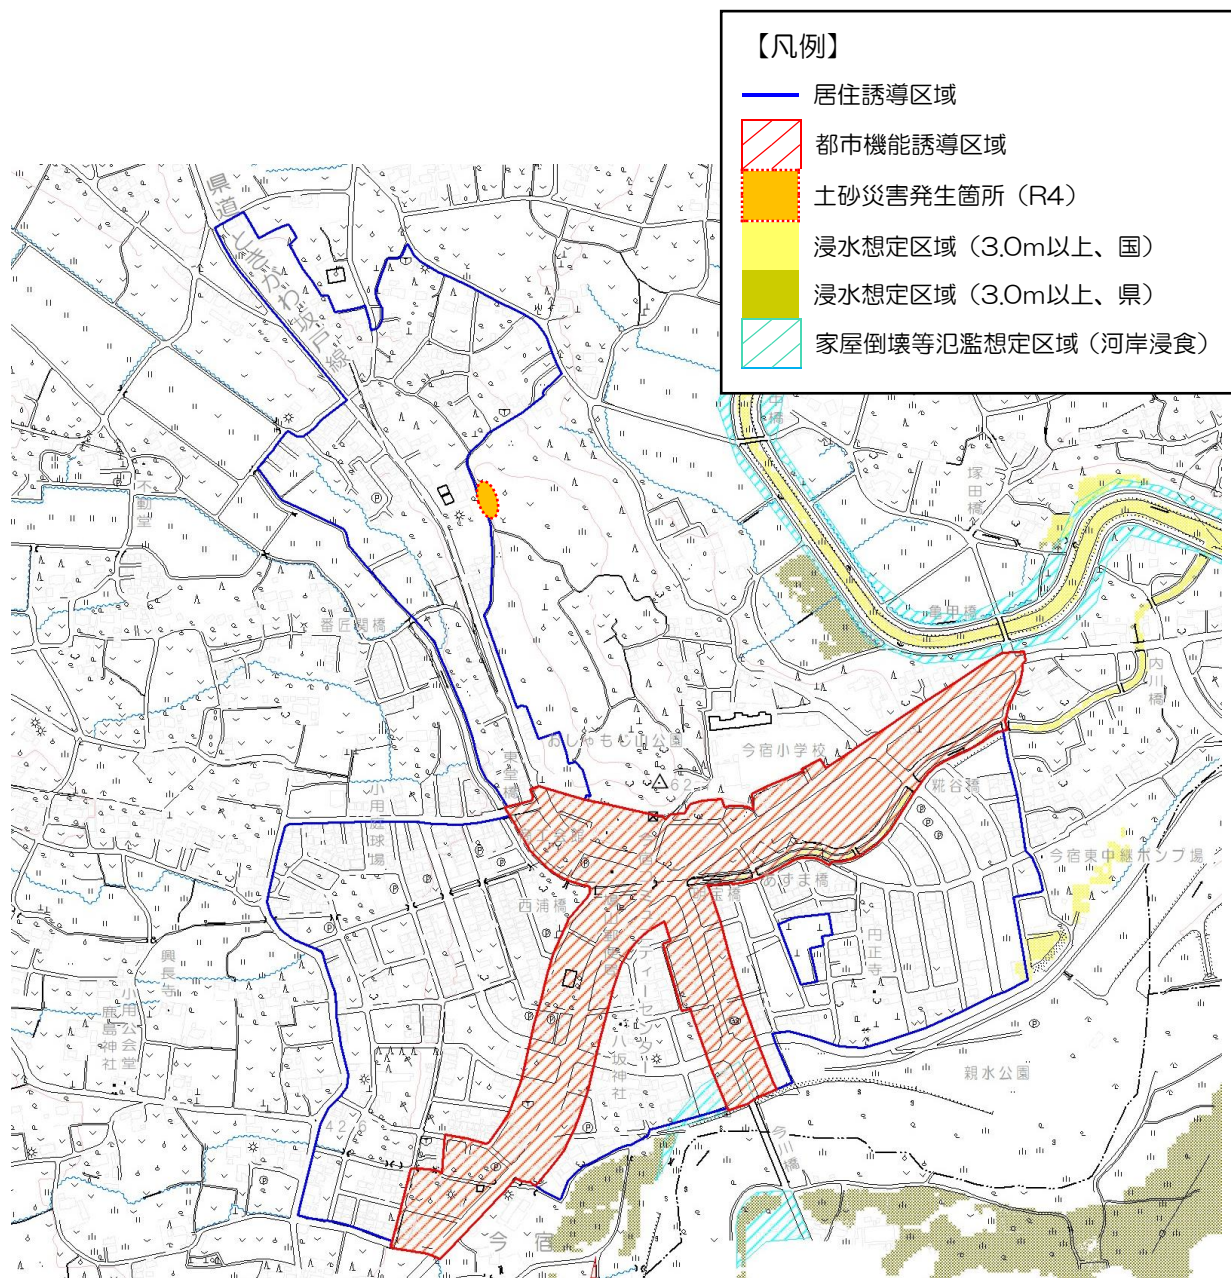 【凡例】
居住誘導区域
都市機能誘導区域
土砂災害発生箇所（R4）
浸水想定区域（3.0m以上、国）
浸水想定区域（3.0m以上、県）
家屋倒壊等氾濫想定区域（河岸浸食）
県道ときがわ坂戸線
不動堂
塚田橋
番匠関橋
亀甲橋
内川橋
おしゃもじ山公園
今宿小学校
東堂橋
62
小用庭球場
糀谷橋
今宿東中継ポンプ場
あずま橋
西浦橋
円正寺
興長寺
小用公会堂
鹿島神社
八坂神社
親水公園
42.6
今川橋
今宿